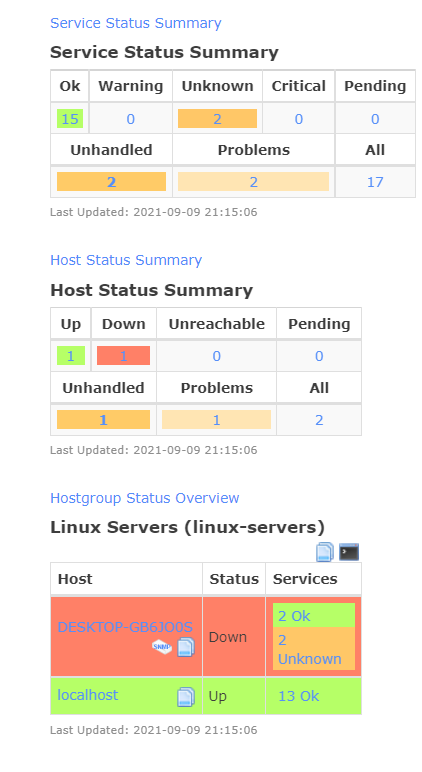 Service Status Summary
Service Status Summary
Ok Warning Unknown Critical Pending
15 0 2 0 0
Unhandled Problems All
2 2 17
Last Updated: 2021-09-09 21:15:06
Host Status Summary
Host Status Summary
Up Down Unreachable Pending
1 1 0 0
Unhandled Problems All
1 1 2
Last Updated: 2021-09-09 21:15:06
Hostgroup Status Overview
Linux Servers (linux-servers)
Host Status Services
DESKTOP-GB6JO0S Down 2 Ok
SNMP 2
Unknown
localhost Up 13 Ok
Last Updated: 2021-09-09 21:15:06